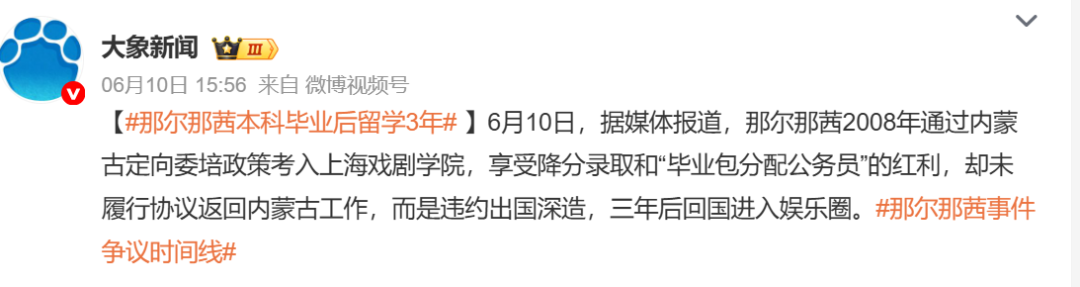 大象新闻 III
06月10日 15:56 来自 微博视频号
【#那尔那茜本科毕业后留学3年# 】6月10日，据媒体报道，那尔那茜2008年通过内蒙
古定向委培政策考入上海戏剧学院，享受降分录取和“毕业包分配公务员”的红利，却未
履行协议返回内蒙古工作，而是违约出国深造，三年后回国进入娱乐圈。#那尔那茜事件
争议时间线#